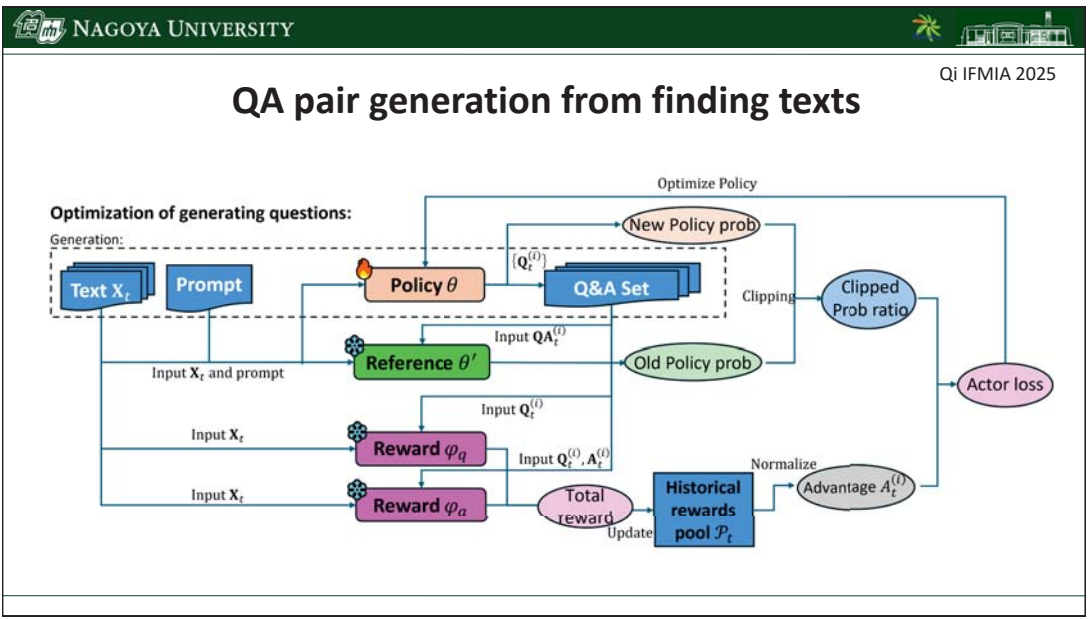 NAGOYA UNIVERSITY
Qi IFMIA 2025
QA pair generation from finding texts
Optimize Policy
Optimization of generating questions:
Generation:
New Policy prob
{Q_t^{(i)}}
Text X_t
Prompt
Policy θ
Q&A Set
Clipping
Clipped
Prob ratio
Input QA_t^{(i)}
Reference θ′
Old Policy prob
Input X_t and prompt
Actor loss
Input Q_t^{(i)}
Input X_t
Reward φ_q
Input Q_t^{(i)}, A_t^{(i)}
Normalize
Input X_t
Reward φ_a
Total
reward
Update
Historical
rewards
pool 𝒫_t
Advantage A_t^{(i)}